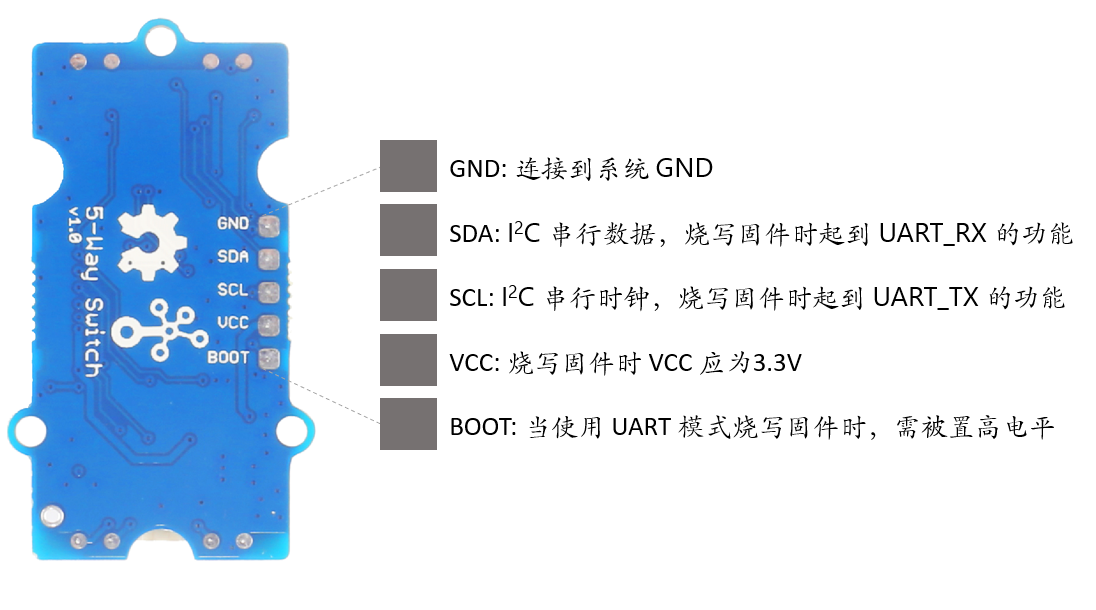 5-Way Switch
v1.0
GND
SDA
SCL
VCC
BOOT
GND: 连接到系统 GND
SDA: I²C 串行数据，烧写固件时起到 UART_RX 的功能
SCL: I²C 串行时钟，烧写固件时起到 UART_TX 的功能
VCC: 烧写固件时 VCC 应为3.3V
BOOT: 当使用 UART 模式烧写固件时，需被置高电平